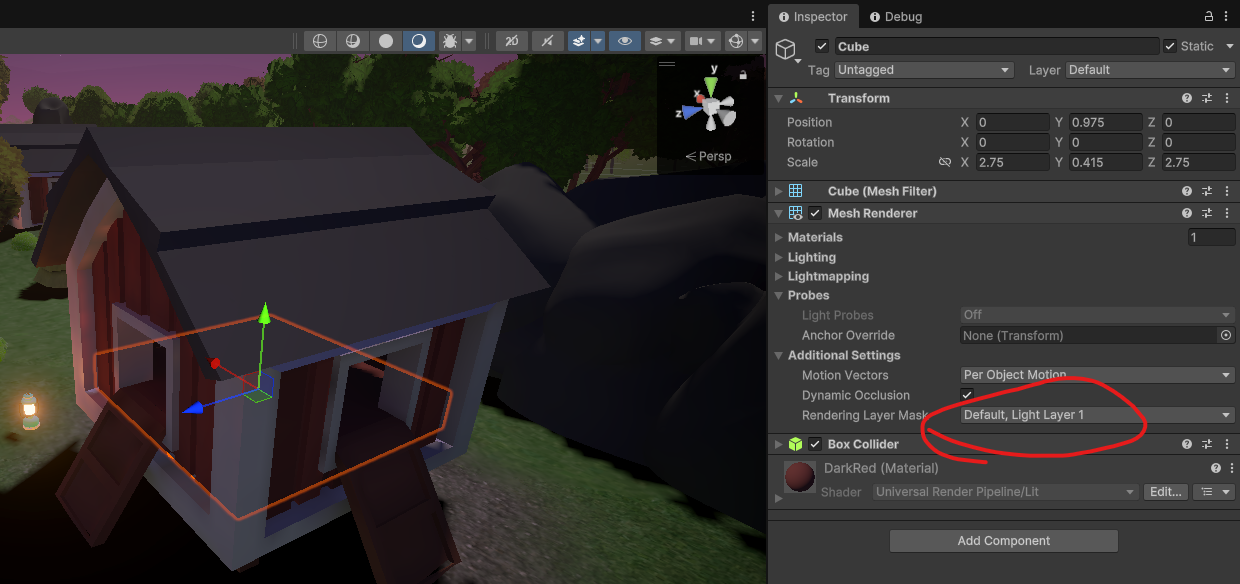 Inspector Debug
Cube Static
Tag Untagged Layer Default
2D
y
x
z
Persp
Transform
Position X 0 Y 0.975 Z 0
Rotation X 0 Y 0 Z 0
Scale X 2.75 Y 0.415 Z 2.75
Cube (Mesh Filter)
Mesh Renderer
Materials 1
Lighting
Lightmapping
Probes
Light Probes Off
Anchor Override None (Transform)
Additional Settings
Motion Vectors Per Object Motion
Dynamic Occlusion
Rendering Layer Mask Default, Light Layer 1
Box Collider
DarkRed (Material)
Shader Universal Render Pipeline/Lit Edit...
Add Component